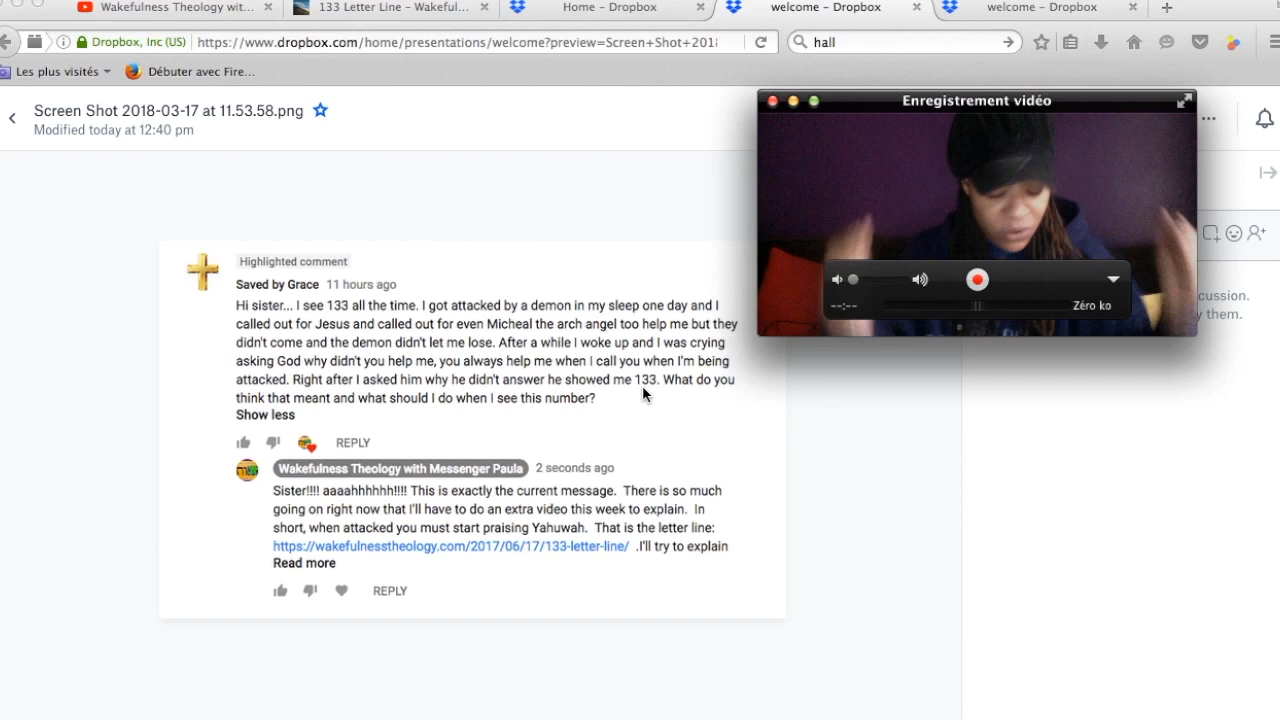 Wakefulness Theology wit...
133 Letter Line – Wakeful...
Home – Dropbox
welcome – Dropbox
welcome – Dropbox
Dropbox, Inc (US)
https://www.dropbox.com/home/presentations/welcome?preview=Screen+Shot+201
hall
Les plus visités
Débuter avec Fire...
Screen Shot 2018-03-17 at 11.53.58.png
Modified today at 12:40 pm
Enregistrement vidéo
--:--
Zéro ko
cussion.
y them.
Highlighted comment
Saved by Grace 11 hours ago
Hi sister... I see 133 all the time. I got attacked by a demon in my sleep one day and I
called out for Jesus and called out for even Micheal the arch angel too help me but they
didn't come and the demon didn't let me lose. After a while I woke up and I was crying
asking God why didn't you help me, you always help me when I call you when I'm being
attacked. Right after I asked him why he didn't answer he showed me 133. What do you
think that meant and what should I do when I see this number?
Show less
REPLY
Wakefulness Theology with Messenger Paula 2 seconds ago
Sister!!!! aaaahhhhhh!!!! This is exactly the current message. There is so much
going on right now that I'll have to do an extra video this week to explain. In
short, when attacked you must start praising Yahuwah. That is the letter line:
https://wakefulnesstheology.com/2017/06/17/133-letter-line/ .I'll try to explain
Read more
REPLY